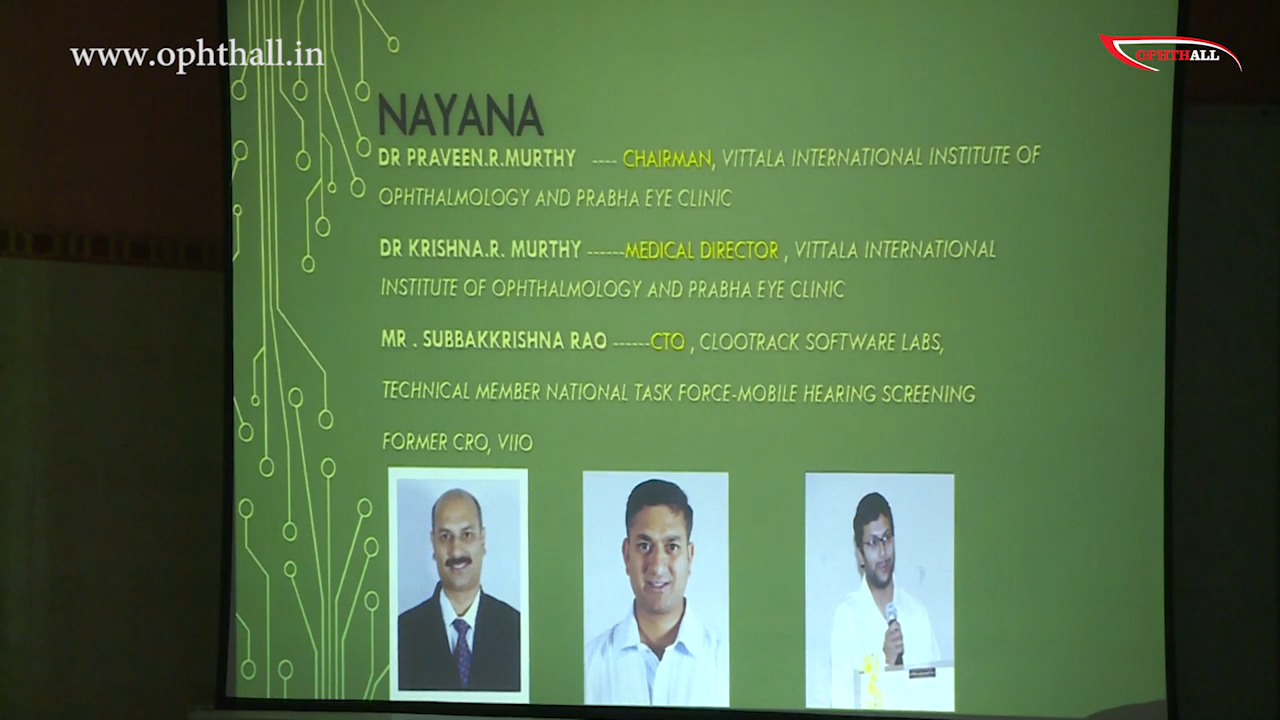 www.ophthall.in
OPHTHALL
NAYANA
DR PRAVEEN.R.MURTHY ---- CHAIRMAN, VITTALA INTERNATIONAL INSTITUTE OF
OPHTHALMOLOGY AND PRABHA EYE CLINIC
DR KRISHNA.R. MURTHY ------MEDICAL DIRECTOR , VITTALA INTERNATIONAL
INSTITUTE OF OPHTHALMOLOGY AND PRABHA EYE CLINIC
MR . SUBBAKKRISHNA RAO ------CTO , CLOOTRACK SOFTWARE LABS,
TECHNICAL MEMBER NATIONAL TASK FORCE-MOBILE HEARING SCREENING
FORMER CRO, VIIO